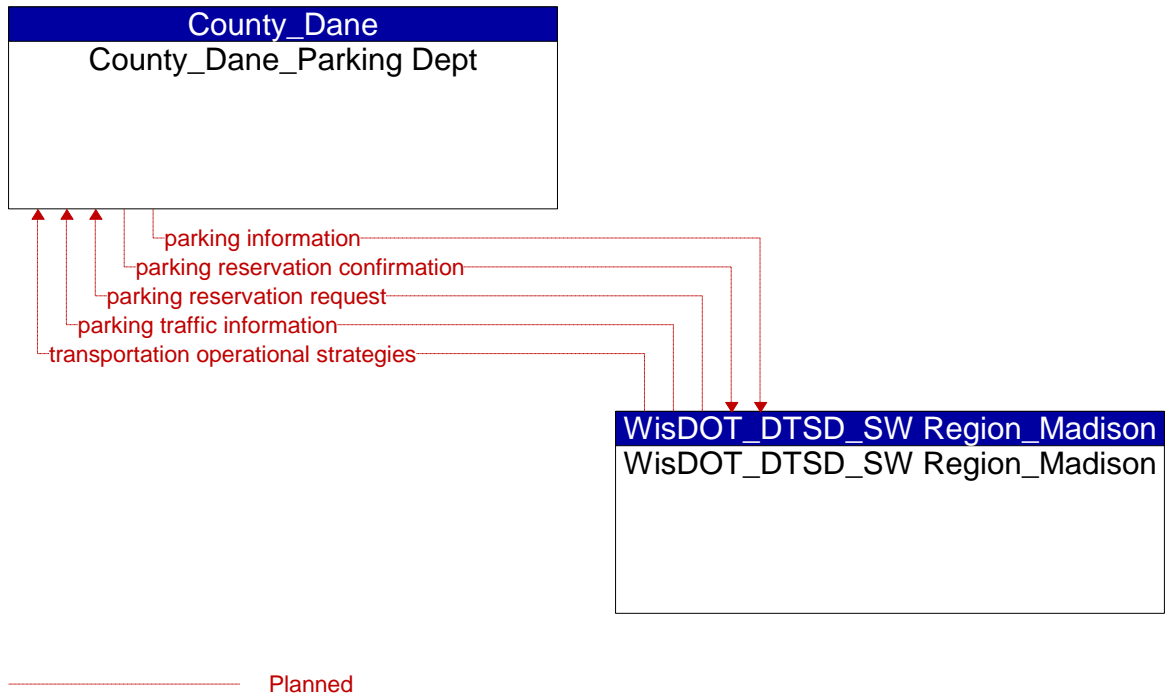 County_Dane
County_Dane_Parking Dept
parking information
parking reservation confirmation
parking reservation request
parking traffic information
transportation operational strategies
WisDOT_DTSD_SW Region_Madison
WisDOT_DTSD_SW Region_Madison
Planned